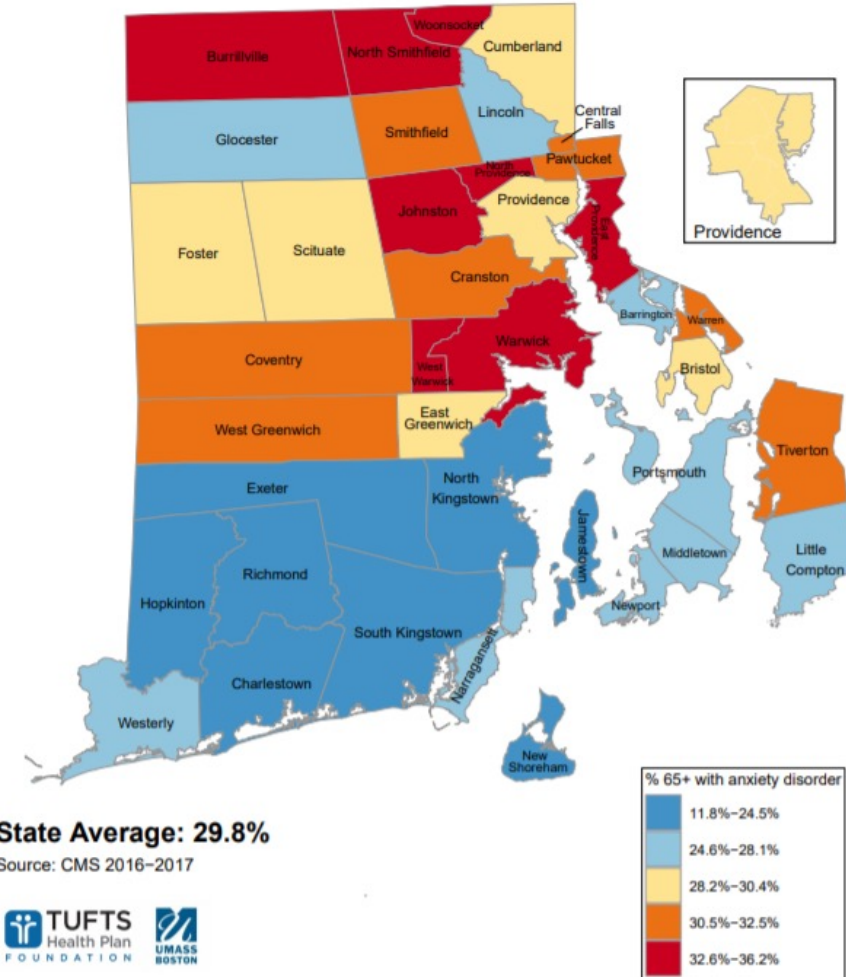 Woonsocket
Burrillville
North Smithfield
Cumberland
Glocester
Smithfield
Lincoln
Central
Falls
Pawtucket
North
Providence
Johnston
Providence
East
Providence
Providence
Foster
Scituate
Cranston
Barrington
Warren
Coventry
West
Warwick
Warwick
Bristol
West Greenwich
East
Greenwich
Tiverton
Portsmouth
Exeter
North
Kingstown
Jamestown
Middletown
Little
Compton
Hopkinton
Richmond
Newport
South Kingstown
Narragansett
Charlestown
Westerly
New
Shoreham
% 65+ with anxiety disorder
11.8%−24.5%
24.6%−28.1%
28.2%−30.4%
30.5%−32.5%
32.6%−36.2%
State Average: 29.8%
Source: CMS 2016−2017
TUFTS
Health Plan
FOUNDATION
UMASS
BOSTON